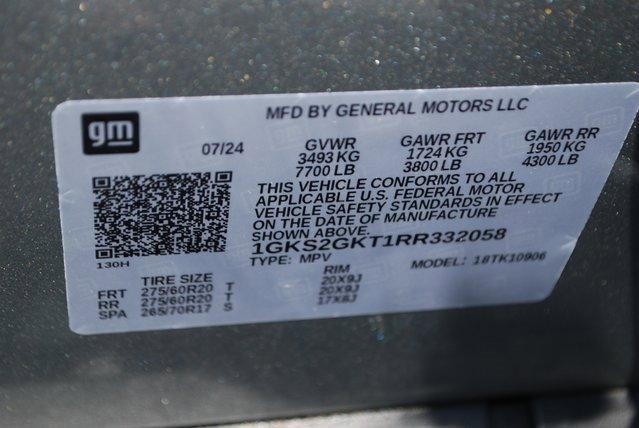 MFD BY GENERAL MOTORS LLC
gm
07/24
GVWR GAWR FRT GAWR RR
3493 KG 1724 KG 1950 KG
7700 LB 3800 LB 4300 LB
THIS VEHICLE CONFORMS TO ALL
APPLICABLE U.S. FEDERAL MOTOR
VEHICLE SAFETY STANDARDS IN EFFECT
ON THE DATE OF MANUFACTURE
SHOWN ABOVE.
1GKS2GKT1RR332058
130H
TYPE: MPV MODEL: 18TK10906
TIRE SIZE RIM
FRT 275/60R20 T 20X9J
RR 275/60R20 T 20X9J
SPA 265/70R17 S 17X8J